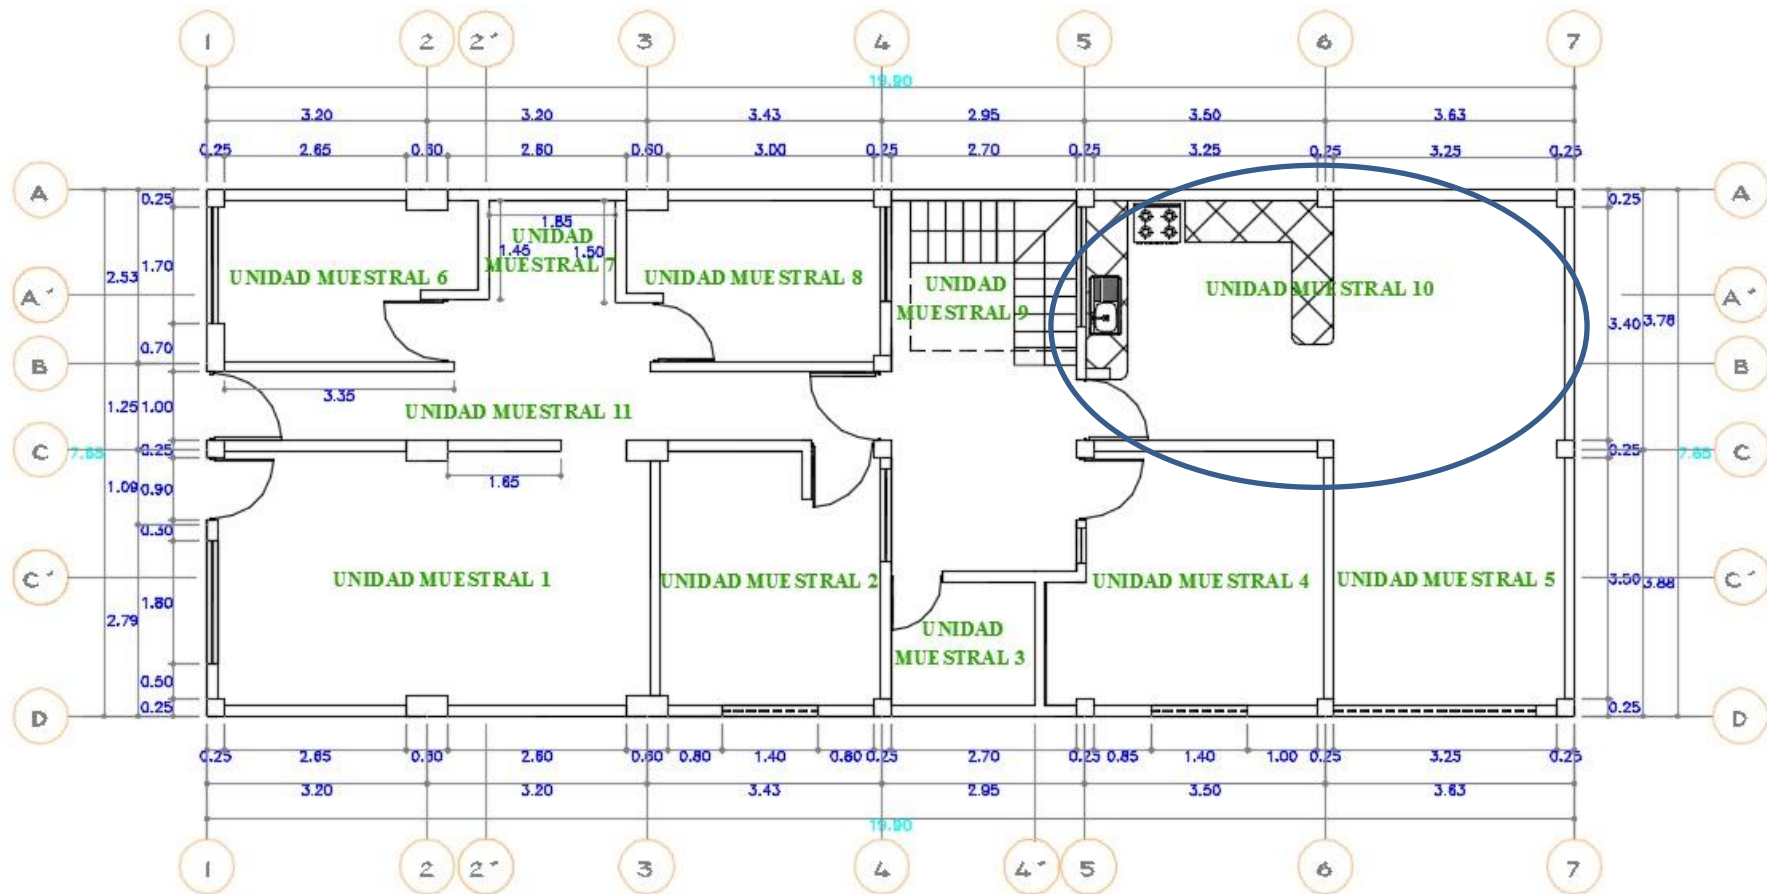 1 2 2' 3 4 5 6 7
19.90
3.20 3.20 3.43 2.95 3.50 3.63
0.25 2.65 0.60 2.60 0.60 3.00 0.25 2.70 0.25 3.25 0.25 3.25 0.25
A 0.25 0.25 A
1.85
UNIDAD
1.45 1.50
MUESTRAL 7
2.53 1.70
UNIDAD MUESTRAL 6
UNIDAD MUESTRAL 8
UNIDAD
MUESTRAL 9
UNIDAD MUESTRAL 10
A' A'
3.40 3.78
0.70
B B
3.35
1.25 1.00
UNIDAD MUESTRAL 11
C 7.65 0.25 0.25 7.65 C
1.65
1.09 0.90
0.30
C' C'
UNIDAD MUESTRAL 1
UNIDAD MUESTRAL 2
UNIDAD MUESTRAL 4
UNIDAD MUESTRAL 5
3.50 3.88
1.80
2.79
UNIDAD
MUESTRAL 3
0.50
D 0.25 0.25 D
0.25 2.65 0.60 2.60 0.60 0.80 1.40 0.80 0.25 2.70 0.25 0.85 1.40 1.00 0.25 3.25 0.25
3.20 3.20 3.43 2.95 3.50 3.63
19.90
1 2 2' 3 4 4' 5 6 7